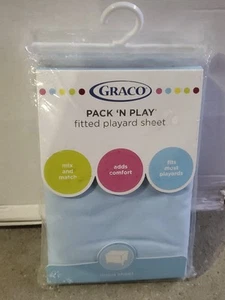 GRACO
PACK 'N PLAY
fitted playard sheet
mix and match
adds comfort
fits most playards